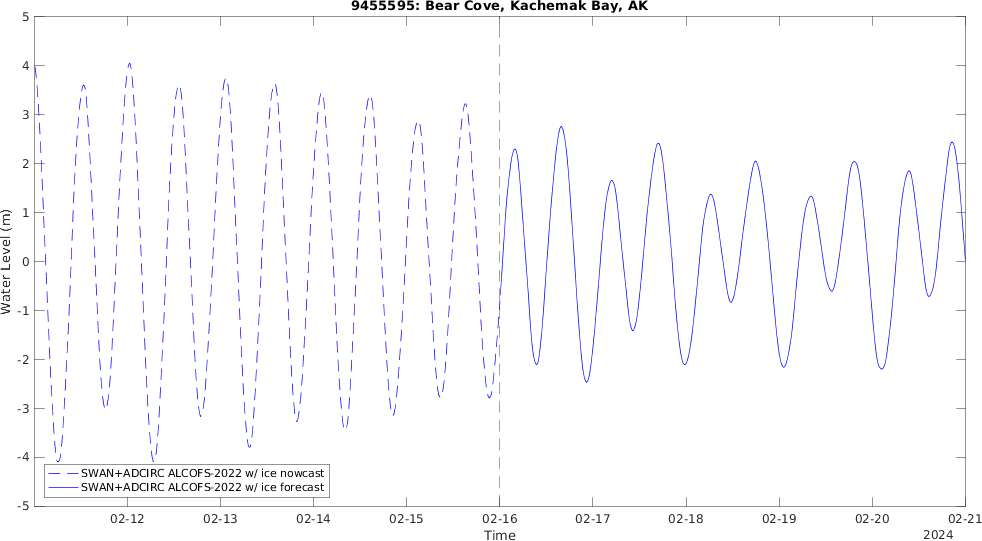 9455595: Bear Cove, Kachemak Bay, AK
Water Level (m)
5
4
3
2
1
0
-1
-2
-3
-4
-5
SWAN+ADCIRC ALCOFS-2022 w/ ice nowcast
SWAN+ADCIRC ALCOFS-2022 w/ ice forecast
02-12 02-13 02-14 02-15 02-16 02-17 02-18 02-19 02-20 02-21
Time
2024